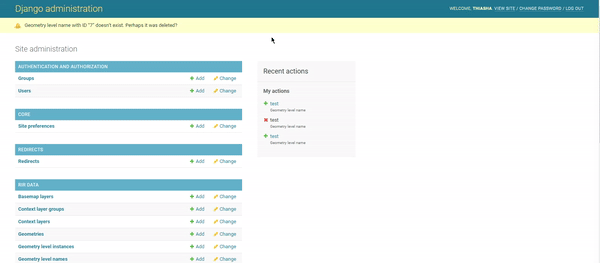 Django administration
WELCOME, THIASHA. VIEW SITE / CHANGE PASSWORD / LOG OUT
Geometry level name with ID "7" doesn't exist. Perhaps it was deleted?
Site administration
AUTHENTICATION AND AUTHORIZATION
Groups Add Change
Users Add Change
CORE
Site preferences Add Change
REDIRECTS
Redirects Add Change
Basemap layers Add Change
Context layer groups Add Change
Context layers Add Change
Geometries Add Change
Geometry level instances Add Change
Geometry level names Add Change
Recent actions
My actions
test
Geometry level name
test
Geometry level name
test
Geometry level name